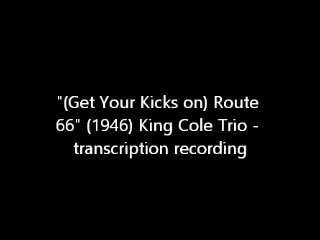 "(Get Your Kicks on) Route
66" (1946) King Cole Trio -
transcription recording